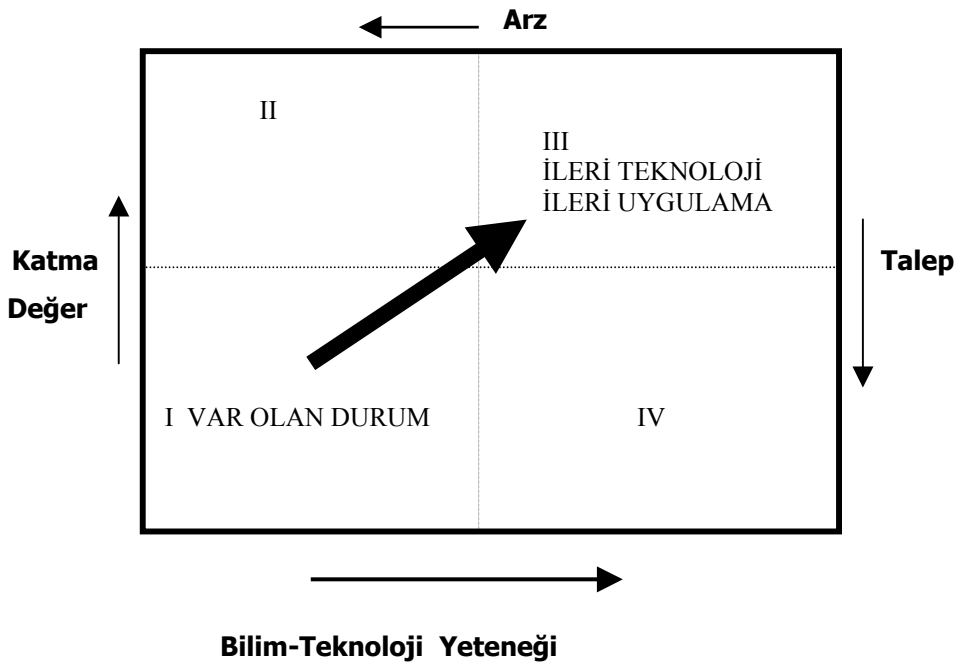 Arz
II
III
İLERİ TEKNOLOJİ
İLERİ UYGULAMA
Katma
Değer
Talep
I VAR OLAN DURUM
IV
Bilim-Teknoloji Yeteneği